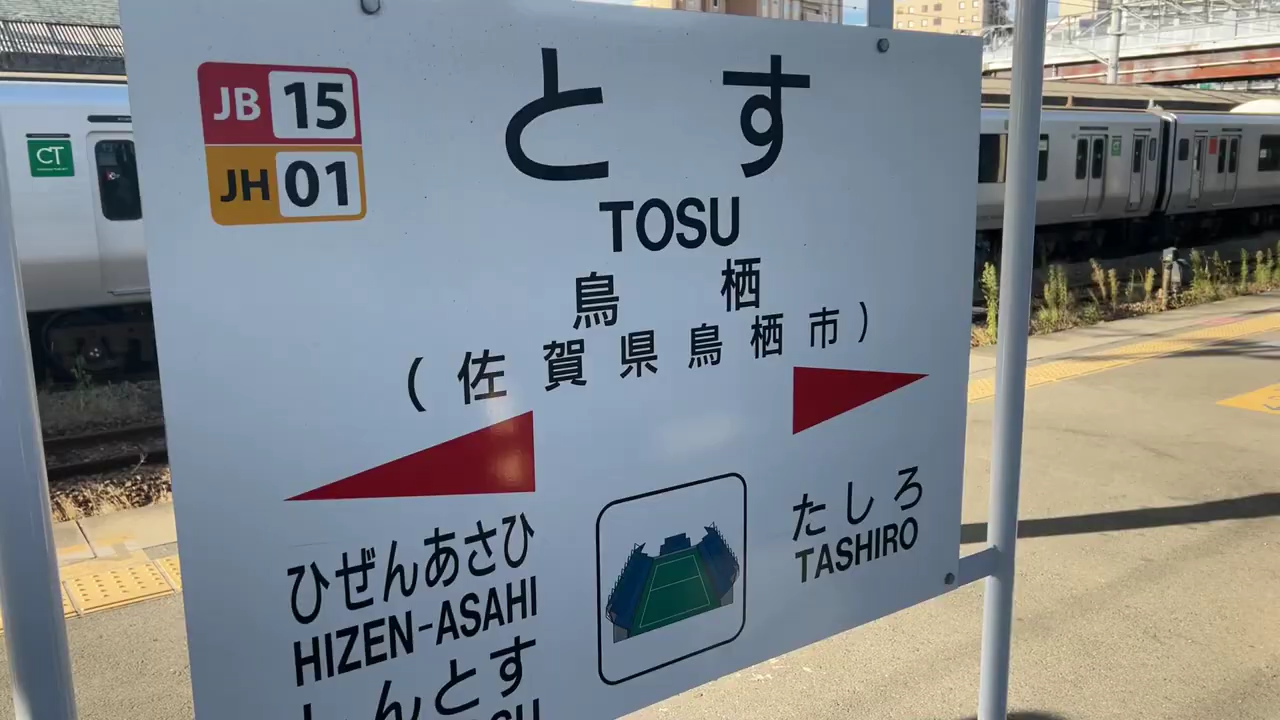 JB 15
JH 01
とす
TOSU
鳥栖
(佐賀県鳥栖市)
ひぜんあさひ
HIZEN-ASAHI
しんとす
たしろ
TASHIRO
CT